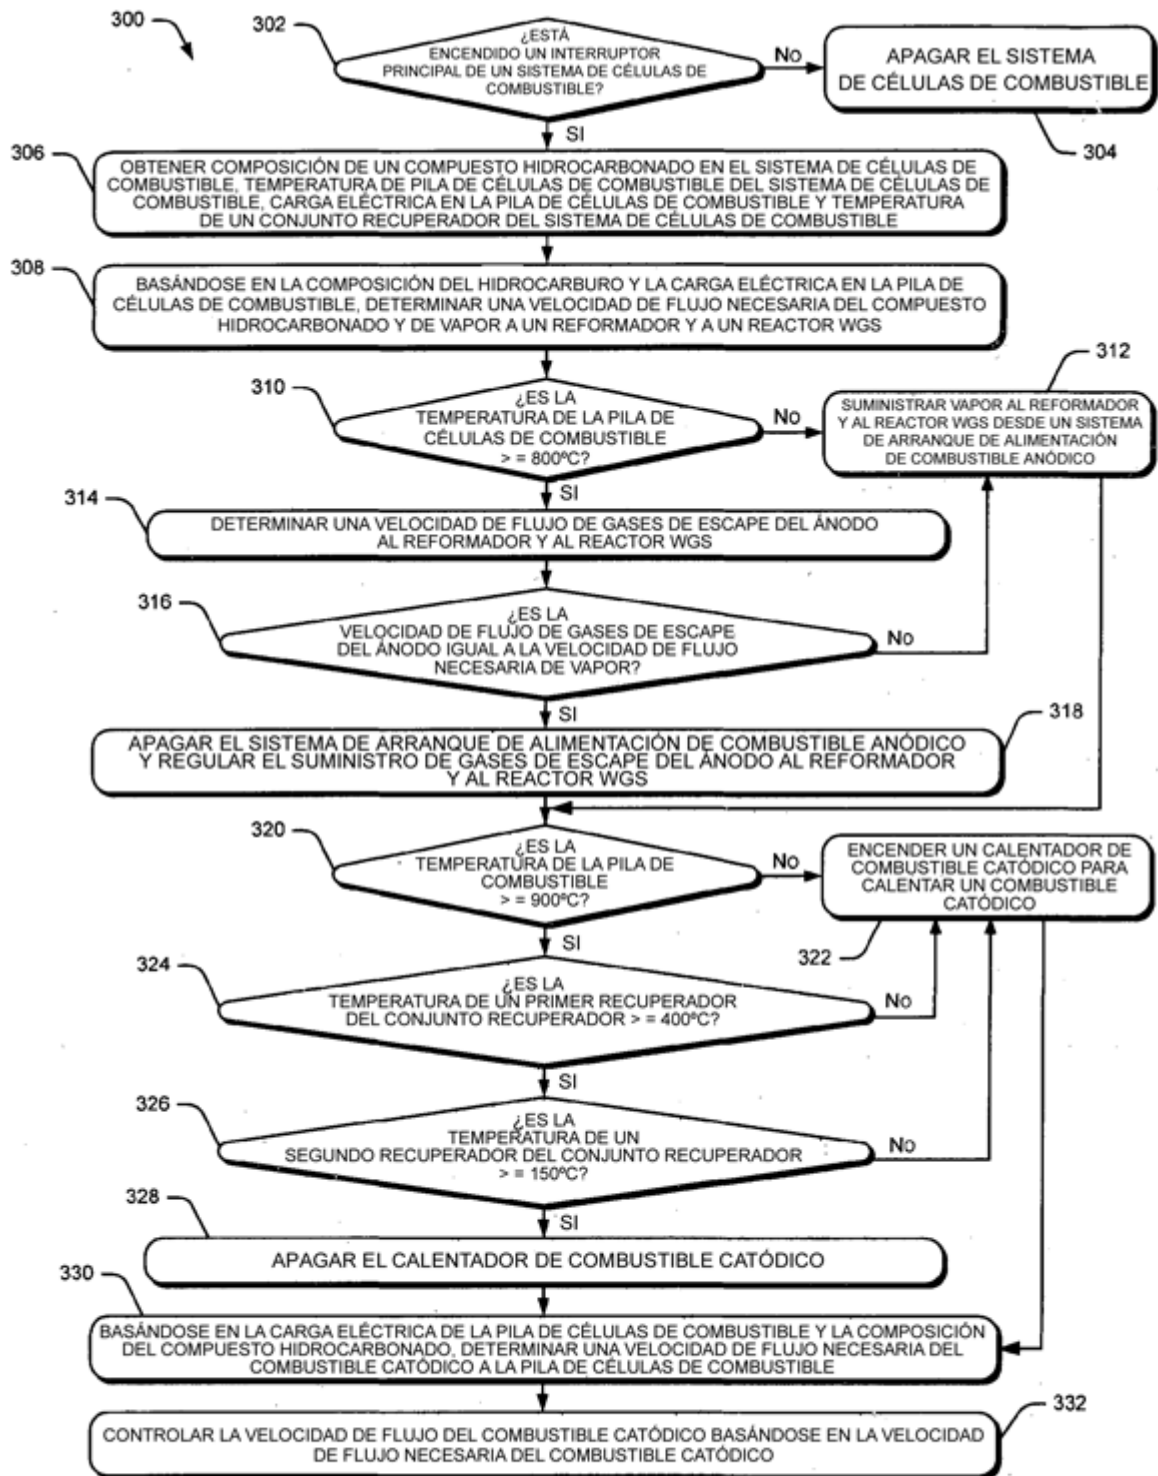 300
302
¿ESTÁ
ENCENDIDO UN INTERRUPTOR
PRINCIPAL DE UN SISTEMA DE CÉLULAS DE
COMBUSTIBLE?
No
APAGAR EL SISTEMA
DE CÉLULAS DE COMBUSTIBLE
304
SI
306
OBTENER COMPOSICIÓN DE UN COMPUESTO HIDROCARBONADO EN EL SISTEMA DE CÉLULAS DE
COMBUSTIBLE, TEMPERATURA DE PILA DE CÉLULAS DE COMBUSTIBLE DEL SISTEMA DE CÉLULAS DE
COMBUSTIBLE, CARGA ELÉCTRICA EN LA PILA DE CÉLULAS DE COMBUSTIBLE Y TEMPERATURA
DE UN CONJUNTO RECUPERADOR DEL SISTEMA DE CÉLULAS DE COMBUSTIBLE
308
BASÁNDOSE EN LA COMPOSICIÓN DEL HIDROCARBURO Y LA CARGA ELÉCTRICA EN LA PILA DE
CÉLULAS DE COMBUSTIBLE, DETERMINAR UNA VELOCIDAD DE FLUJO NECESARIA DEL COMPUESTO
HIDROCARBONADO Y DE VAPOR A UN REFORMADOR Y A UN REACTOR WGS
310
¿ES LA
TEMPERATURA DE LA PILA DE
CÉLULAS DE COMBUSTIBLE
> = 800ºC?
No
312
SUMINISTRAR VAPOR AL REFORMADOR
Y AL REACTOR WGS DESDE UN SISTEMA
DE ARRANQUE DE ALIMENTACIÓN
DE COMBUSTIBLE ANÓDICO
SI
314
DETERMINAR UNA VELOCIDAD DE FLUJO DE GASES DE ESCAPE DEL ÁNODO
AL REFORMADOR Y AL REACTOR WGS
316
¿ES LA
VELOCIDAD DE FLUJO DE GASES DE ESCAPE
DEL ÁNODO IGUAL A LA VELOCIDAD DE FLUJO
NECESARIA DE VAPOR?
No
SI
318
APAGAR EL SISTEMA DE ARRANQUE DE ALIMENTACIÓN DE COMBUSTIBLE ANÓDICO
Y REGULAR EL SUMINISTRO DE GASES DE ESCAPE DEL ÁNODO AL REFORMADOR
Y AL REACTOR WGS
320
¿ES LA
TEMPERATURA DE LA PILA DE
COMBUSTIBLE
> = 900ºC?
No
ENCENDER UN CALENTADOR DE
COMBUSTIBLE CATÓDICO PARA
CALENTAR UN COMBUSTIBLE
CATÓDICO
322
SI
324
¿ES LA
TEMPERATURA DE UN PRIMER RECUPERADOR
DEL CONJUNTO RECUPERADOR > = 400ºC?
No
SI
326
¿ES LA
TEMPERATURA DE UN
SEGUNDO RECUPERADOR DEL CONJUNTO RECUPERADOR
> = 150ºC?
No
SI
328
APAGAR EL CALENTADOR DE COMBUSTIBLE CATÓDICO
330
BASÁNDOSE EN LA CARGA ELÉCTRICA DE LA PILA DE CÉLULAS DE COMBUSTIBLE Y LA COMPOSICIÓN
DEL COMPUESTO HIDROCARBONADO, DETERMINAR UNA VELOCIDAD DE FLUJO NECESARIA DEL
COMBUSTIBLE CATÓDICO A LA PILA DE CÉLULAS DE COMBUSTIBLE
332
CONTROLAR LA VELOCIDAD DE FLUJO DEL COMBUSTIBLE CATÓDICO BASÁNDOSE EN LA VELOCIDAD
DE FLUJO NECESARIA DEL COMBUSTIBLE CATÓDICO